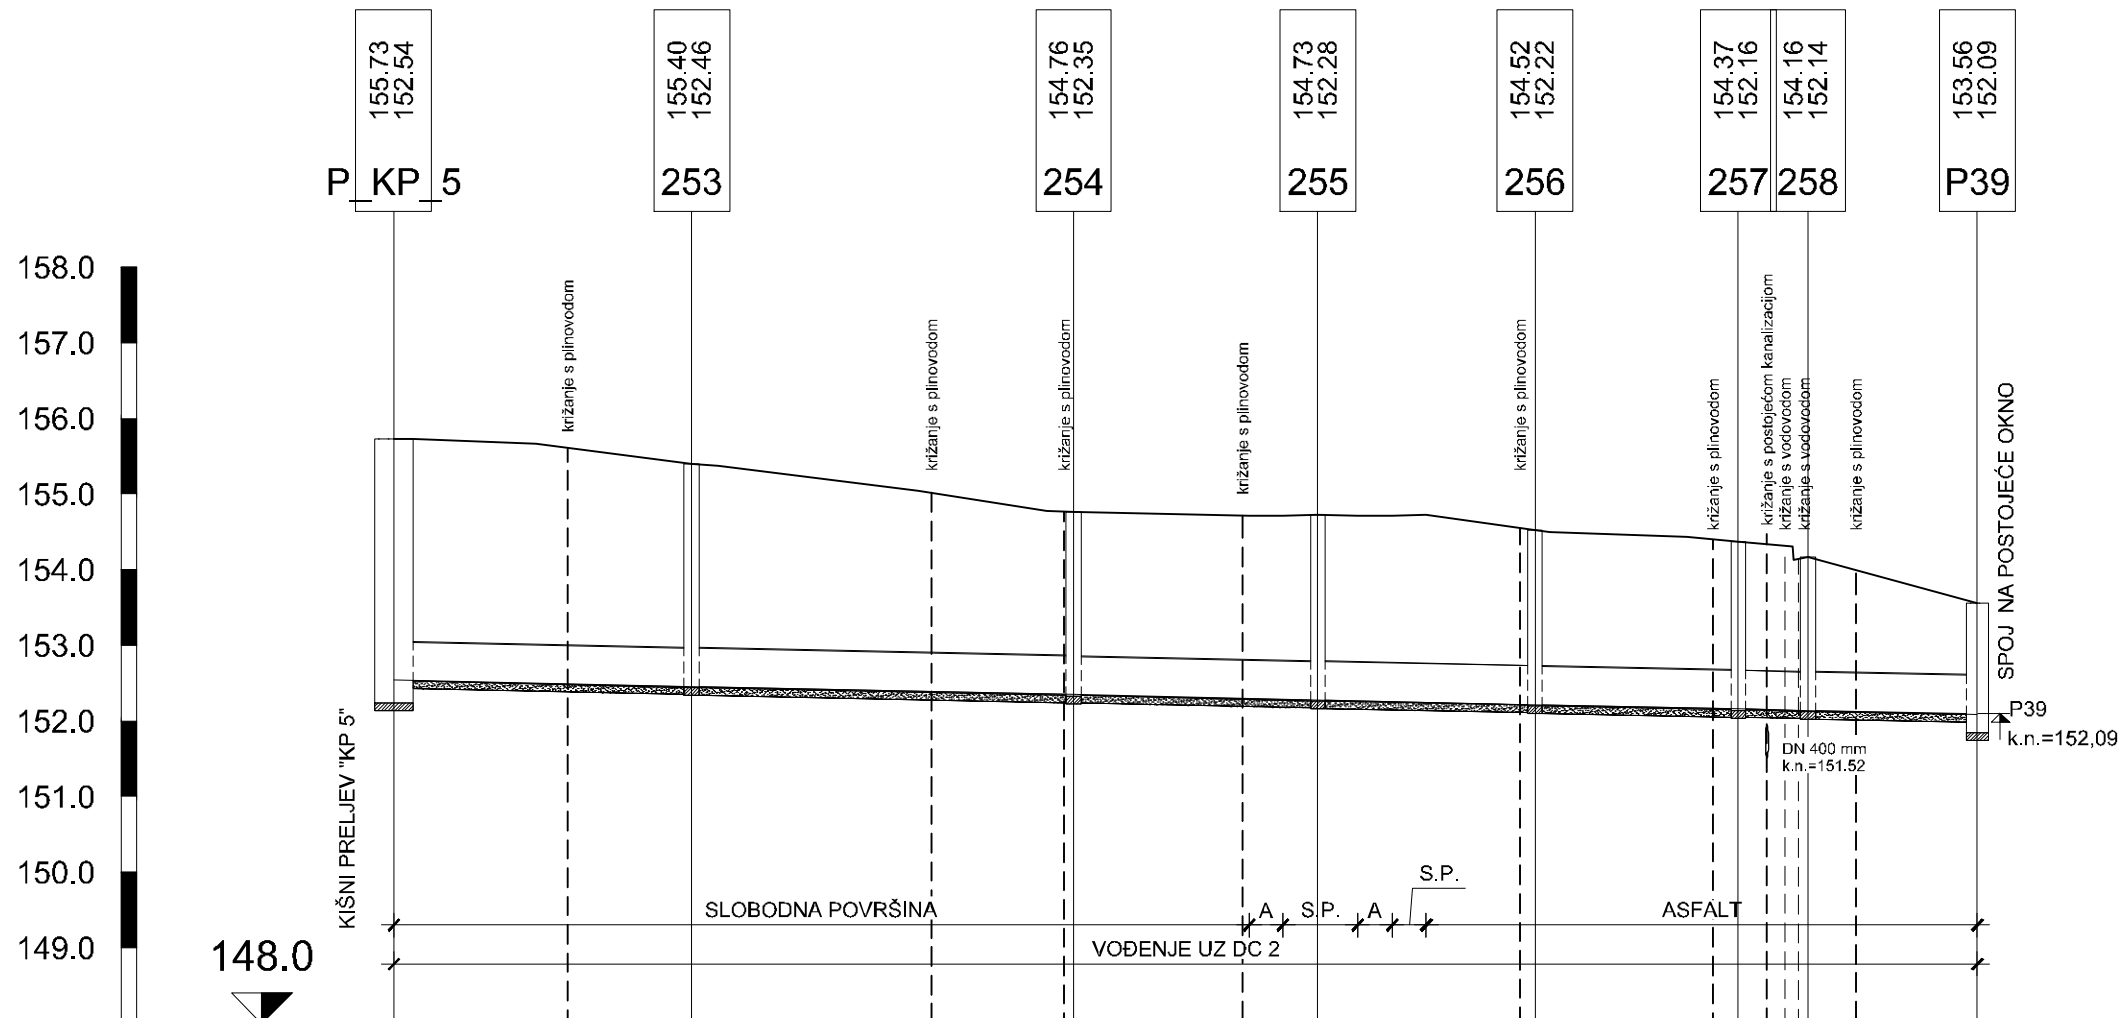 155.73
152.54
P_KP_5
155.40
152.46
253
154.76
152.35
254
154.73
152.28
255
154.52
152.22
256
154.37
152.16
257
154.16
152.14
258
153.56
152.09
P39
158.0
157.0
156.0
155.0
154.0
153.0
152.0
151.0
150.0
149.0
148.0
KIŠNI PRELJEV "KP 5"
križanje s plinovodom
križanje s plinovodom
križanje s plinovodom
križanje s plinovodom
križanje s plinovodom
križanje s plinovodom
križanje s postojećom kanalizacijom
križanje s vodovodom
križanje s vodovodom
križanje s plinovodom
SPOJ NA POSTOJEĆE OKNO
P39
k.n.=152,09
DN 400 mm
k.n.=151.52
SLOBODNA POVRŠINA
A
S.P.
A
S.P.
ASFALT
VOĐENJE UZ DC 2